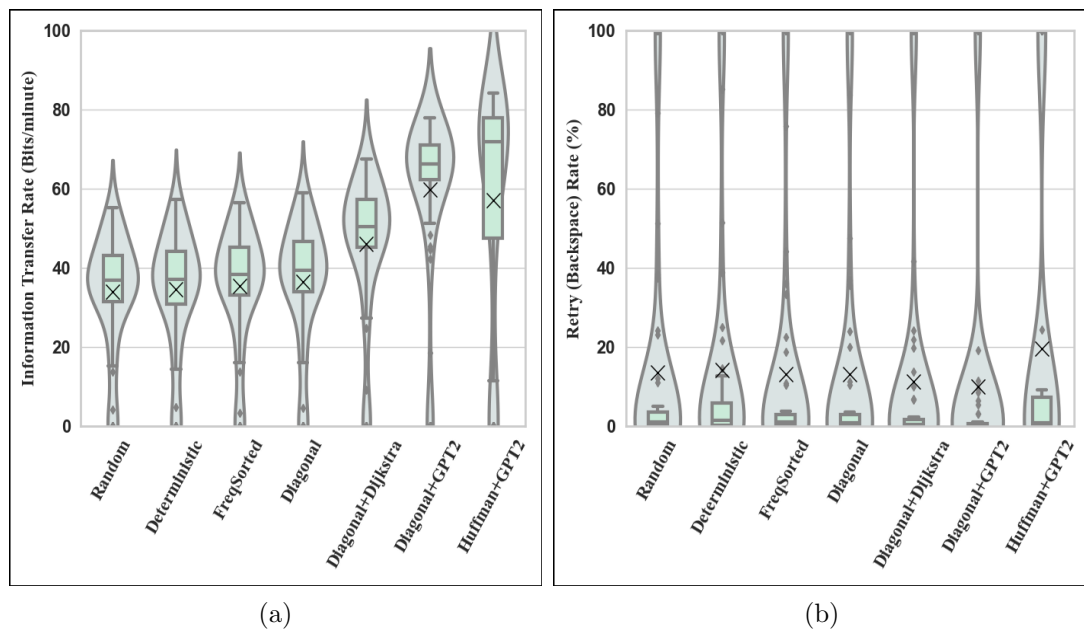 100
80
60
40
20
0
Information Transfer Rate (Bits/minute)
Random
Deterministic
FreqSorted
Diagonal
Diagonal+Dijkstra
Diagonal+GPT2
Huffman+GPT2
(a)
100
80
60
40
20
0
Retry (Backspace) Rate (%)
Random
Deterministic
FreqSorted
Diagonal
Diagonal+Dijkstra
Diagonal+GPT2
Huffman+GPT2
(b)